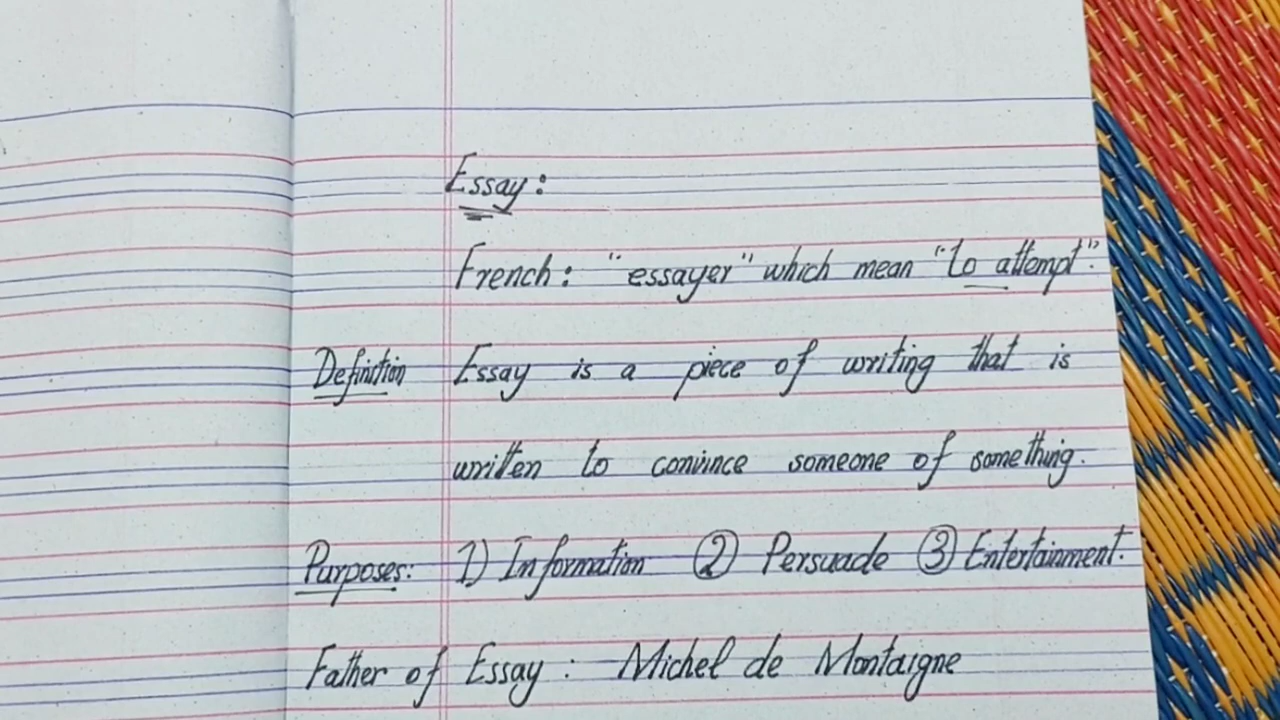 Essay:
French: "essayer" which mean "to attempt".
Definition Essay is a piece of writing that is
written to convince someone of something.
Purposes: 1) Information ② Persuade ③ Entertainment.
Father of Essay : Michel de Montaigne